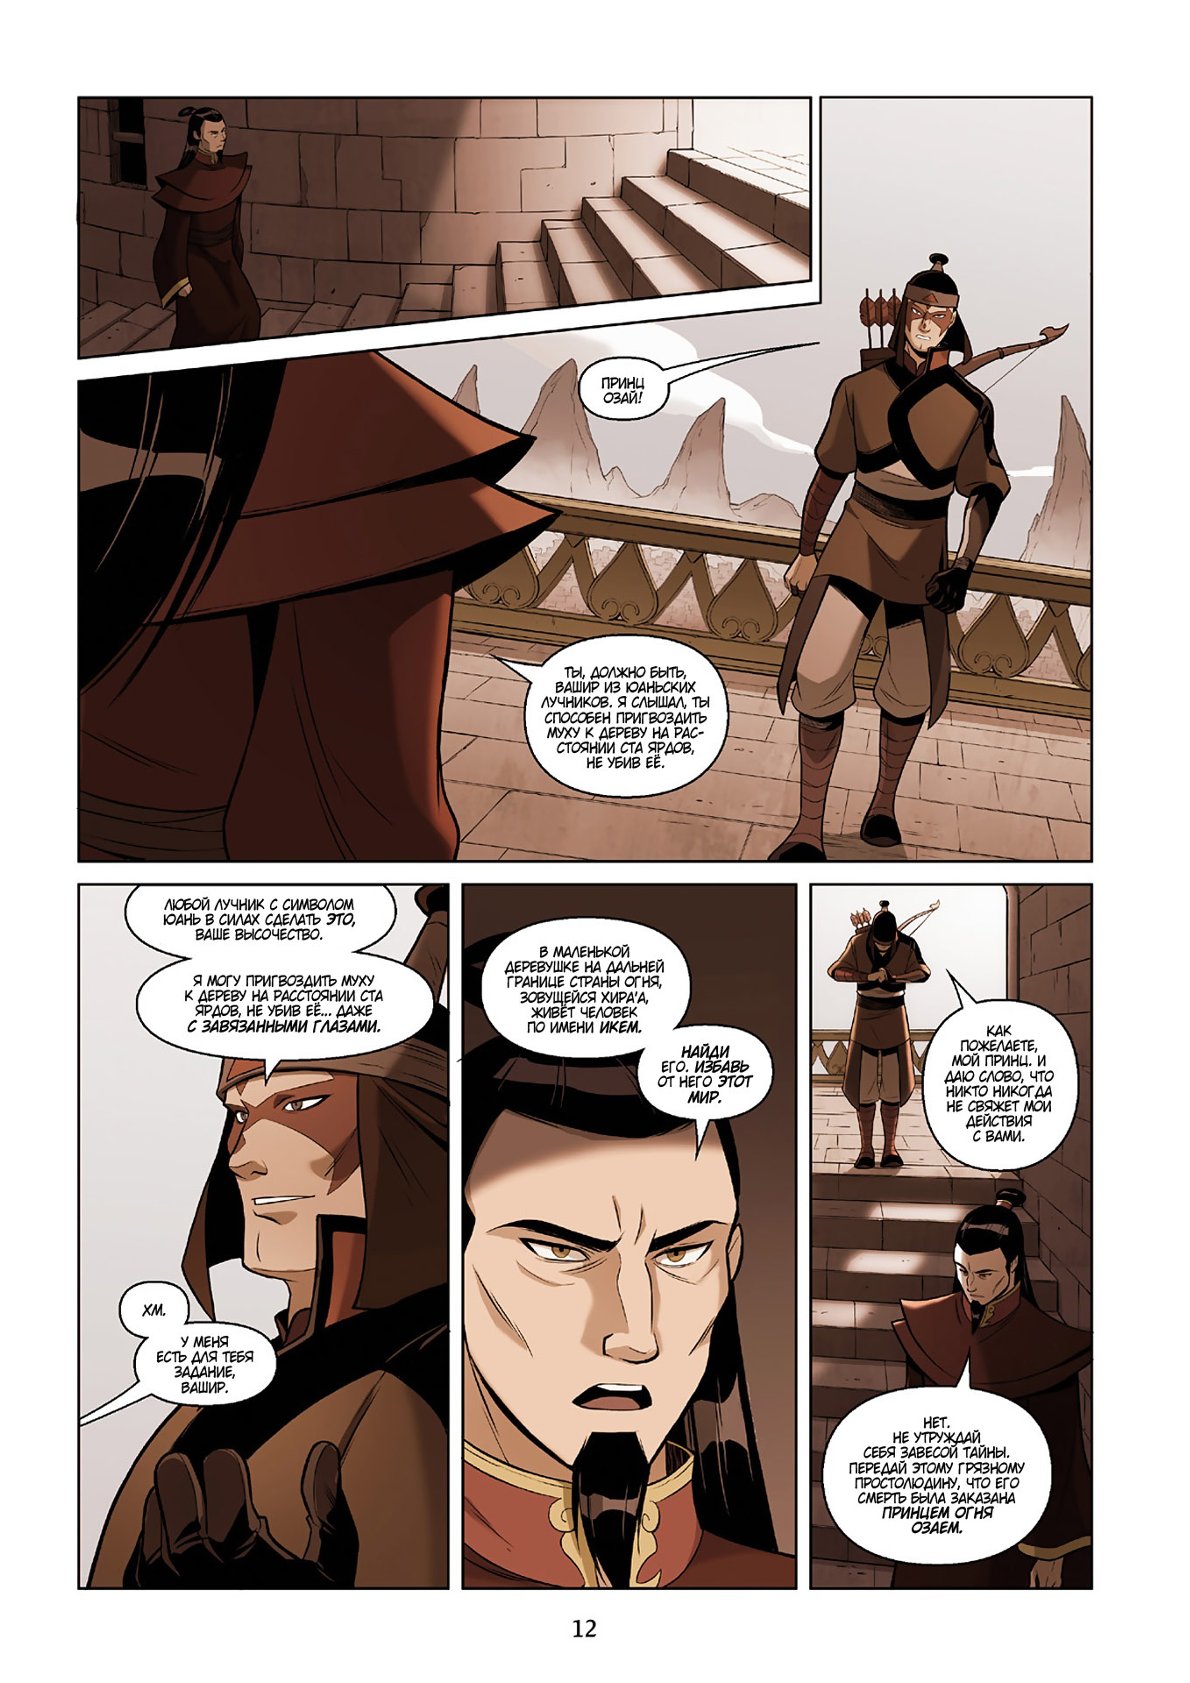 ПРИНЦ
ОЗАЙ!
ТЫ, ДОЛЖНО БЫТЬ,
ВАШИР ИЗ ЮАНЬСКИХ
ЛУЧНИКОВ. Я СЛЫШАЛ, ТЫ
СПОСОБЕН ПРИГВОЗДИТЬ
МУХУ К ДЕРЕВУ НА РАС-
СТОЯНИИ СТА ЯРДОВ,
НЕ УБИВ ЕЁ.
ЛЮБОЙ ЛУЧНИК С СИМВОЛОМ
ЮАНЬ В СИЛАХ СДЕЛАТЬ ЭТО,
ВАШЕ ВЫСОЧЕСТВО.
Я МОГУ ПРИГВОЗДИТЬ МУХУ
К ДЕРЕВУ НА РАССТОЯНИИ СТА
ЯРДОВ, НЕ УБИВ ЕЁ... ДАЖЕ
С ЗАВЯЗАННЫМИ ГЛАЗАМИ.
ХМ.
У МЕНЯ
ЕСТЬ ДЛЯ ТЕБЯ
ЗАДАНИЕ,
ВАШИР.
В МАЛЕНЬКОЙ
ДЕРЕВУШКЕ НА ДАЛЬНЕЙ
ГРАНИЦЕ СТРАНЫ ОГНЯ,
ЗОВУЩЕЙСЯ ХИРА'А,
ЖИВЁТ ЧЕЛОВЕК
ПО ИМЕНИ ИКЕМ.
НАЙДИ
ЕГО. ИЗБАВЬ
ОТ НЕГО ЭТОТ
МИР.
КАК
ПОЖЕЛАЕТЕ,
МОЙ ПРИНЦ. И
ДАЮ СЛОВО, ЧТО
НИКТО НИКОГДА
НЕ СВЯЖЕТ МОИ
ДЕЙСТВИЯ
С ВАМИ.
НЕТ.
НЕ УТРУЖДАЙ
СЕБЯ ЗАВЕСОЙ ТАЙНЫ.
ПЕРЕДАЙ ЭТОМУ ГРЯЗНОМУ
ПРОСТОЛЮДИНУ, ЧТО ЕГО
СМЕРТЬ БЫЛА ЗАКАЗАНА
ПРИНЦЕМ ОГНЯ
ОЗАЕМ.
12